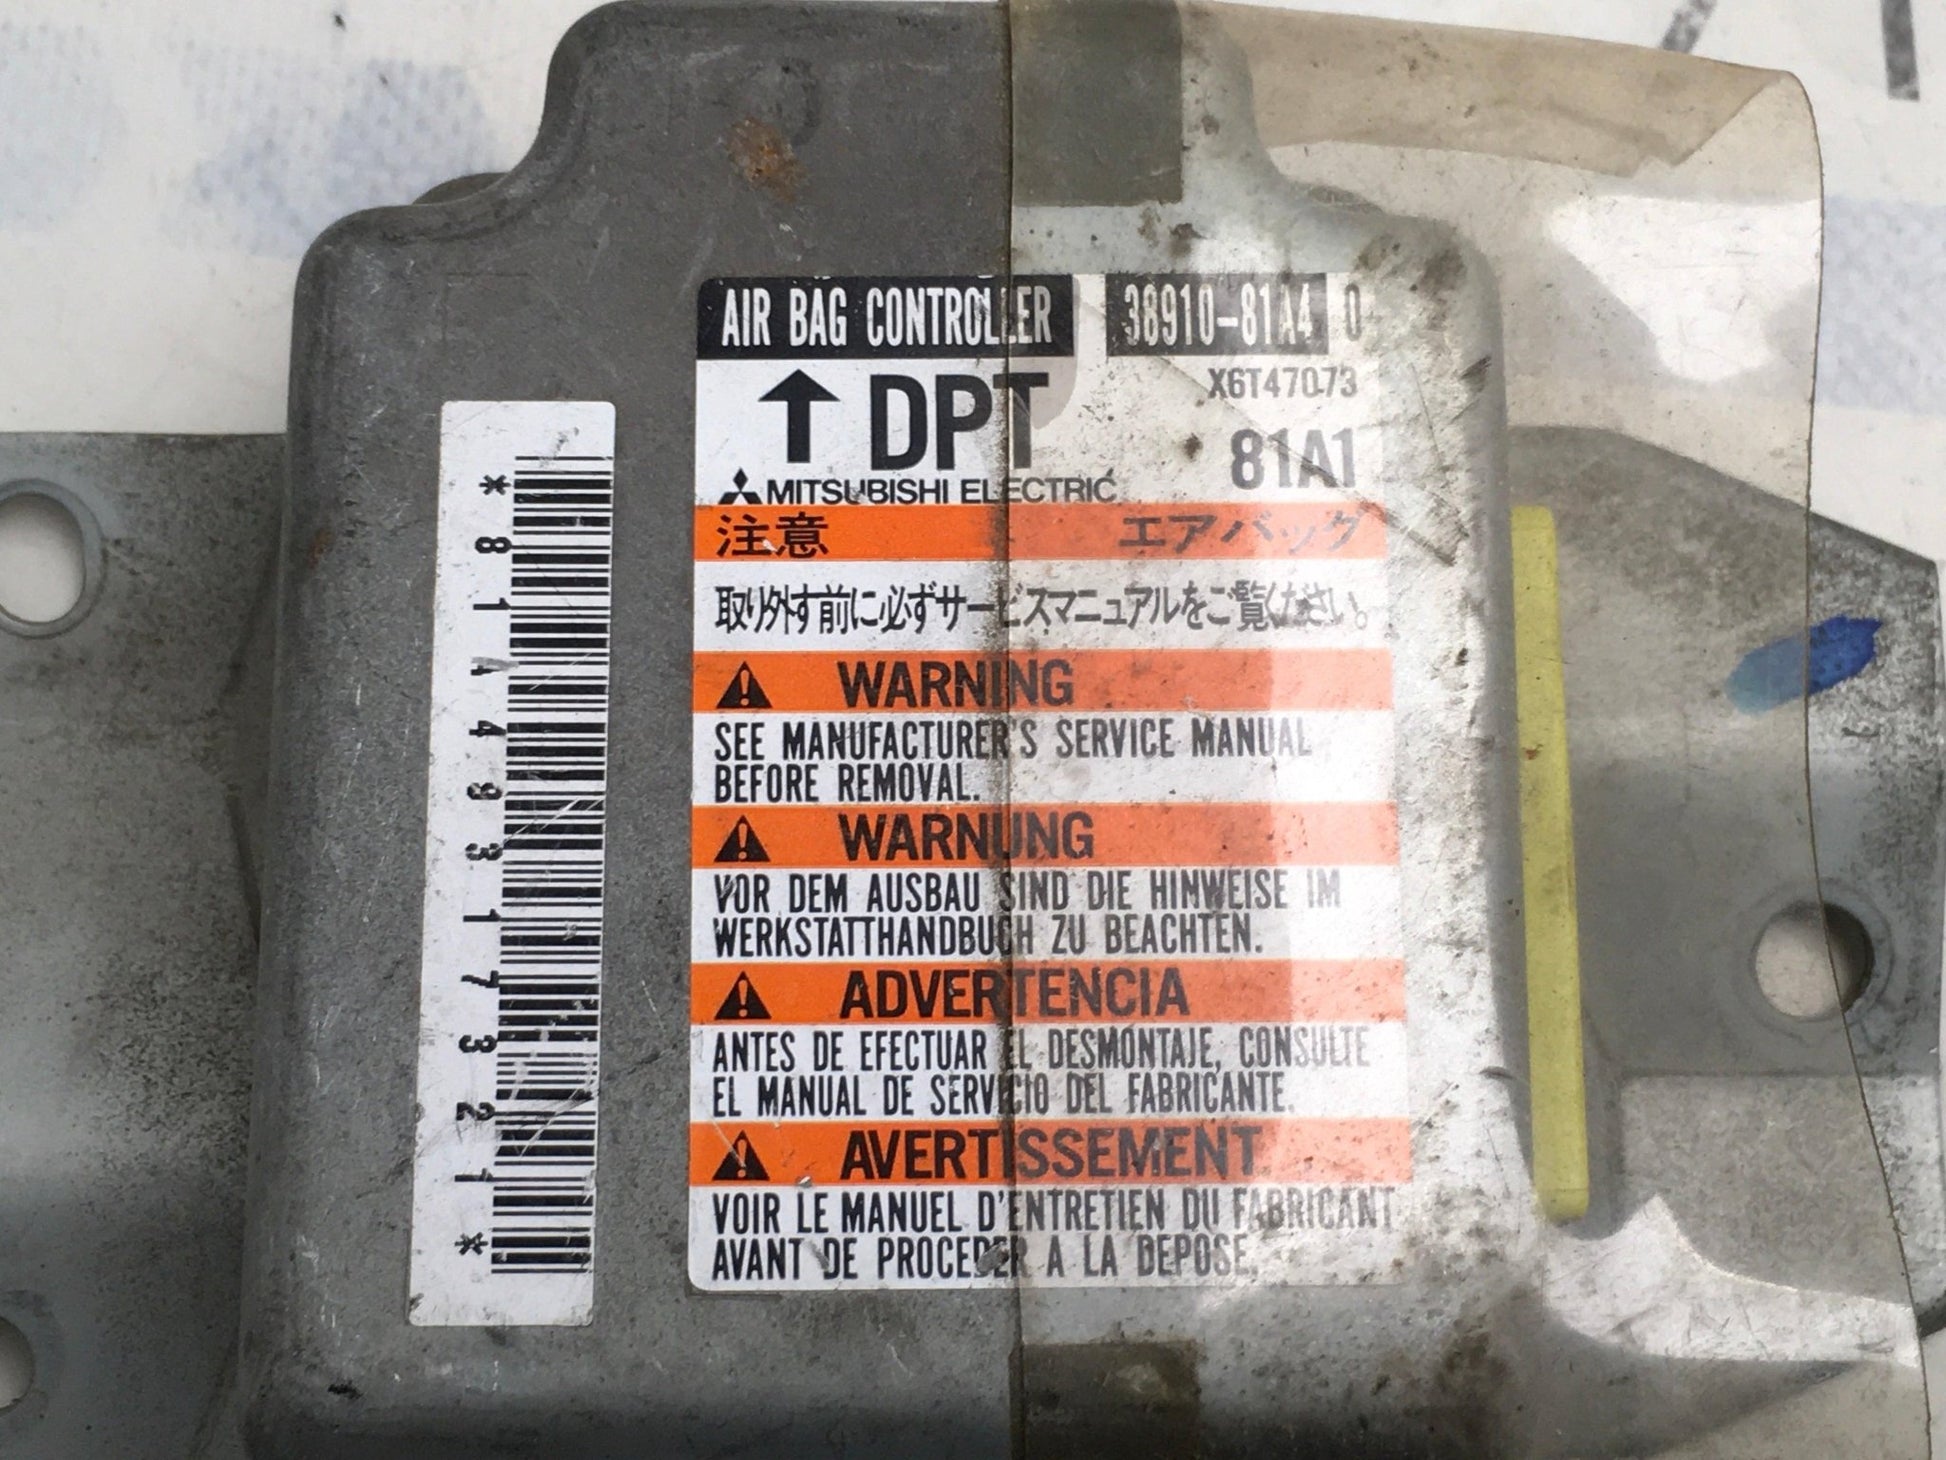 AIR BAG CONTROLLER 38910-81A4 0
X6T47073
↑ DPT 81A1
MITSUBISHI ELECTRIC
注意 エアバッグ
取り外す前に必ずサービスマニュアルをご覧ください。
WARNING
SEE MANUFACTURER'S SERVICE MANUAL
BEFORE REMOVAL.
WARNUNG
VOR DEM AUSBAU SIND DIE HINWEISE IM
WERKSTATTHANDBUCH ZU BEACHTEN.
ADVERTENCIA
ANTES DE EFECTUAR EL DESMONTAJE, CONSULTE
EL MANUAL DE SERVICIO DEL FABRICANTE.
AVERTISSEMENT
VOIR LE MANUEL D'ENTRETIEN DU FABRICANT
AVANT DE PROCEDER A LA DEPOSE.
*81449317321*